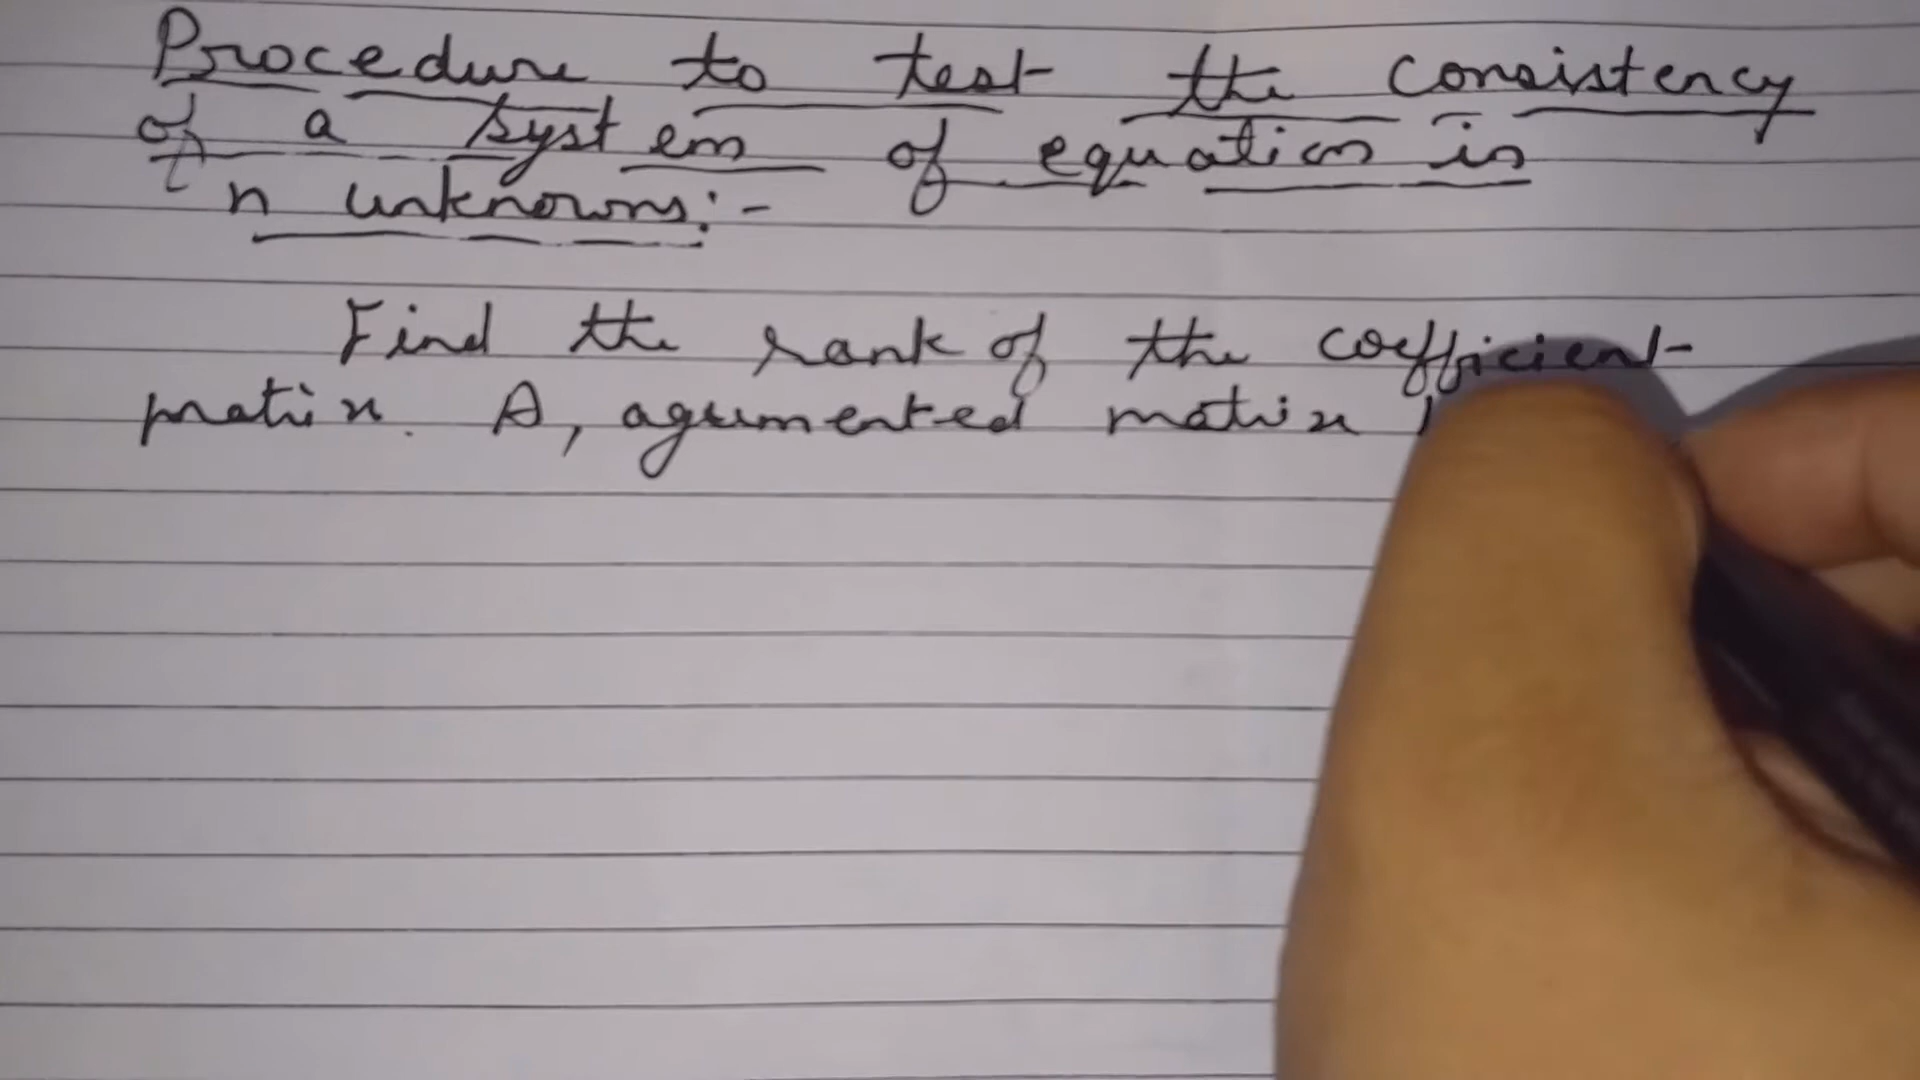 Procedure to test the consistency
of a system of equation in
n unknowns:-
Find the rank of the coefficient
matrix A, agumented matrix